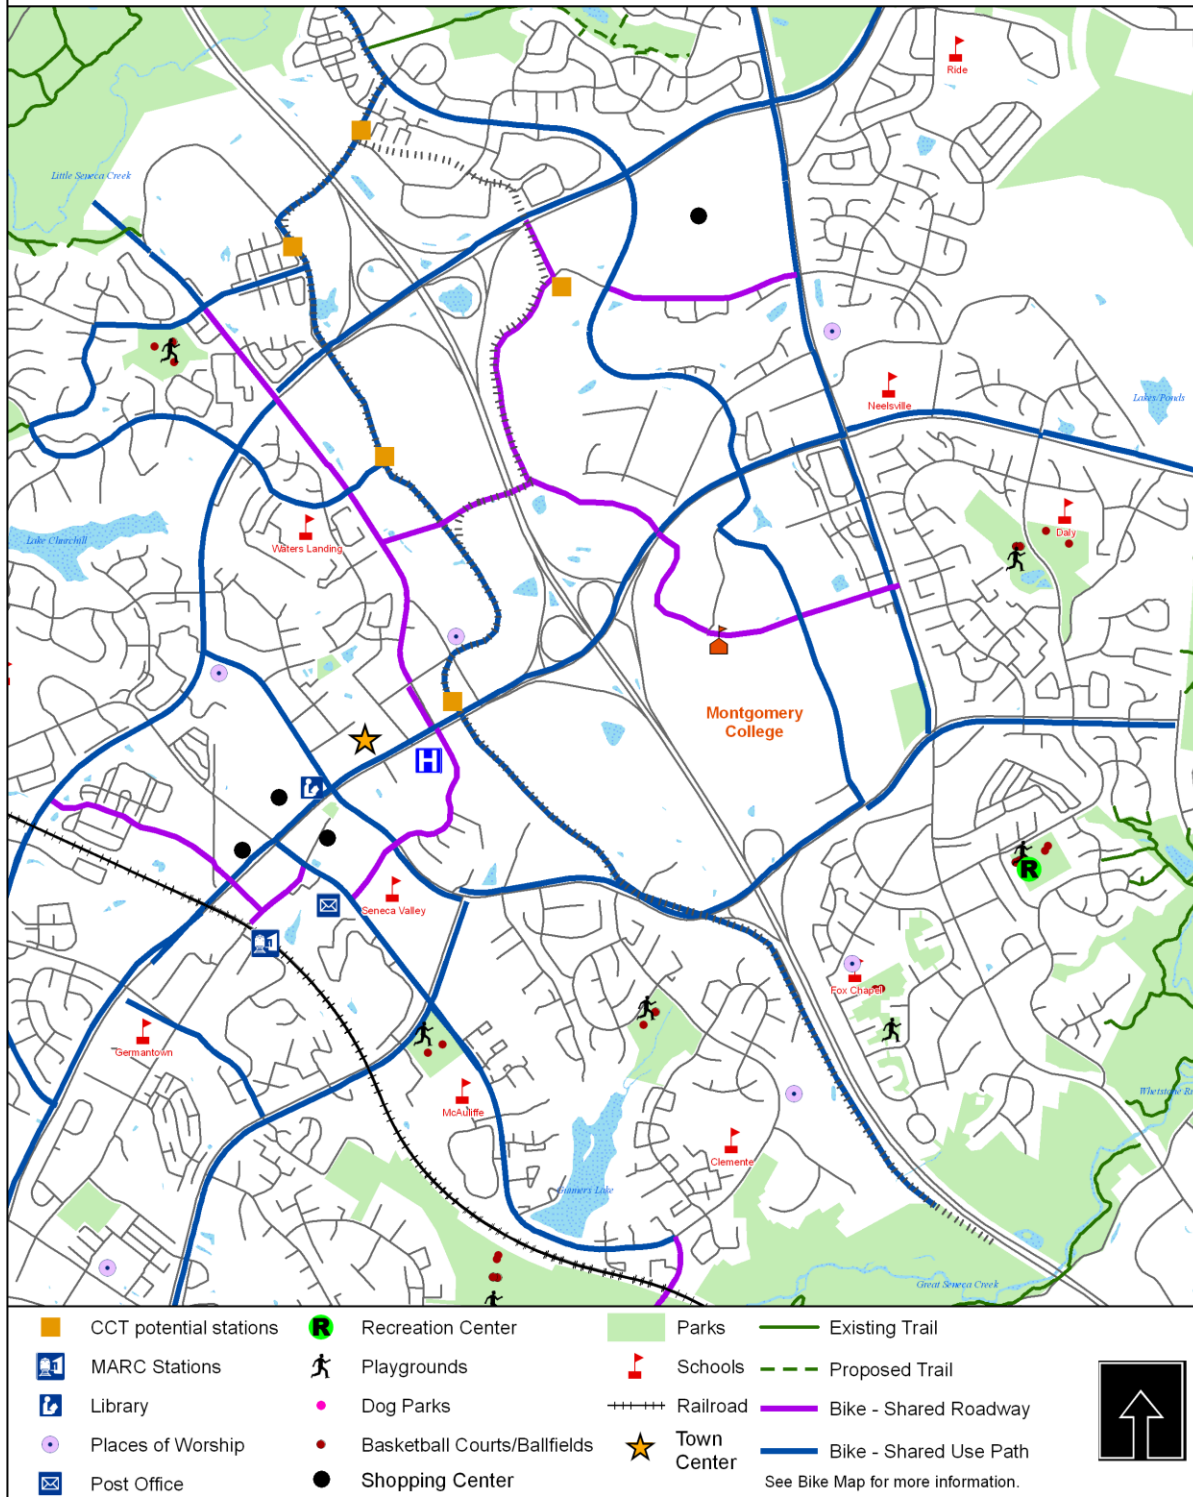 Ride
Little Seneca Creek
Neelsville
Lakes/Ponds
Daly
Lake Churchill
Waters Landing
Montgomery
College
H
Seneca Valley
R
Fox Chapel
Germantown
McAuliffe
Clemente
Gunners Lake
Great Seneca Creek
CCT potential stations
MARC Stations
Library
Places of Worship
Post Office
R
Recreation Center
Playgrounds
Dog Parks
Basketball Courts/Ballfields
Shopping Center
Parks
Schools
Railroad
Town
Center
Existing Trail
Proposed Trail
Bike - Shared Roadway
Bike - Shared Use Path
See Bike Map for more information.